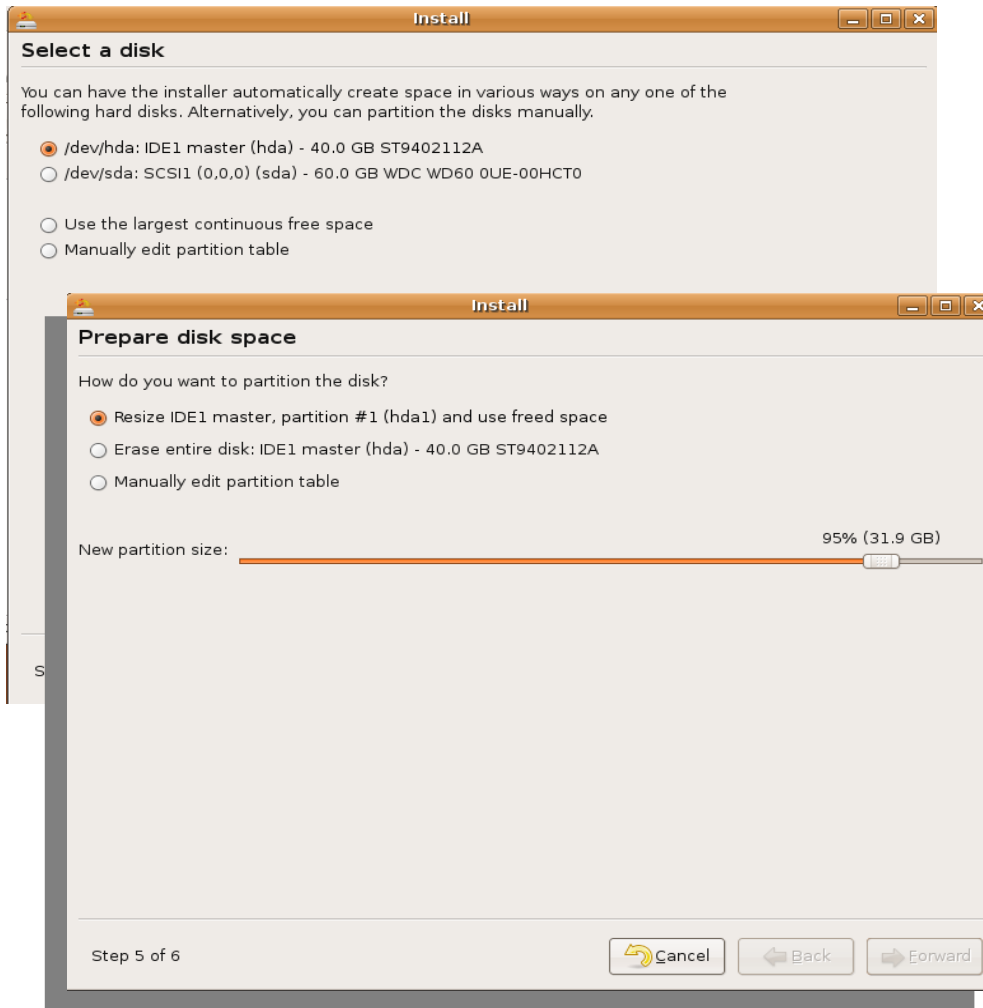 Install
Select a disk
You can have the installer automatically create space in various ways on any one of the
following hard disks. Alternatively, you can partition the disks manually.
/dev/hda: IDE1 master (hda) - 40.0 GB ST9402112A
/dev/sda: SCSI1 (0,0,0) (sda) - 60.0 GB WDC WD60 0UE-00HCT0
Use the largest continuous free space
Manually edit partition table
S
Install
Prepare disk space
How do you want to partition the disk?
Resize IDE1 master, partition #1 (hda1) and use freed space
Erase entire disk: IDE1 master (hda) - 40.0 GB ST9402112A
Manually edit partition table
95% (31.9 GB)
New partition size:
Step 5 of 6
Cancel
Back
Forward